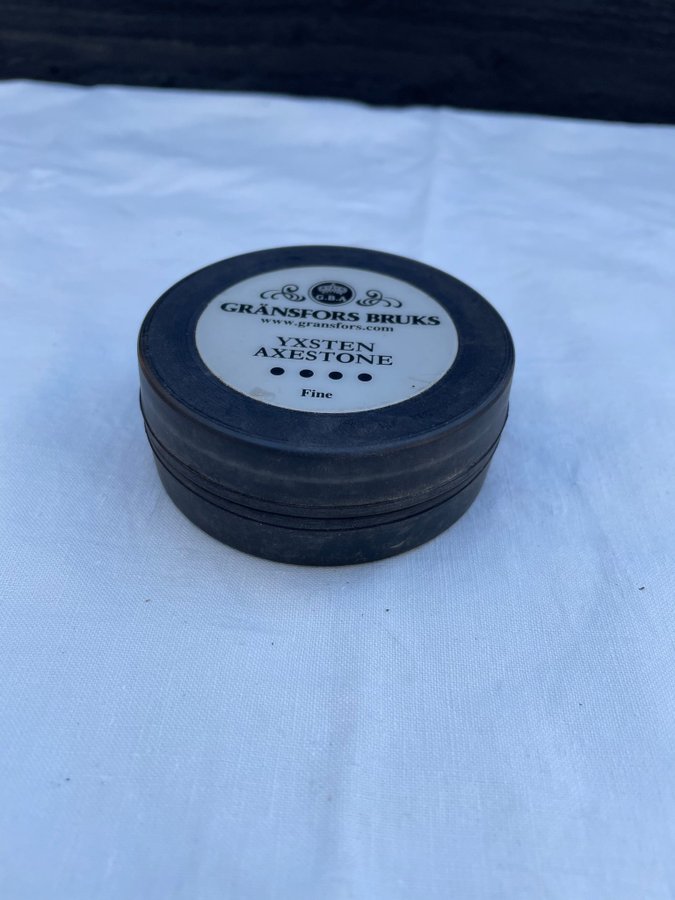 G.B.A
GRÄNSFORS BRUKS
www.gransfors.com
YXSTEN
AXESTONE
Fine